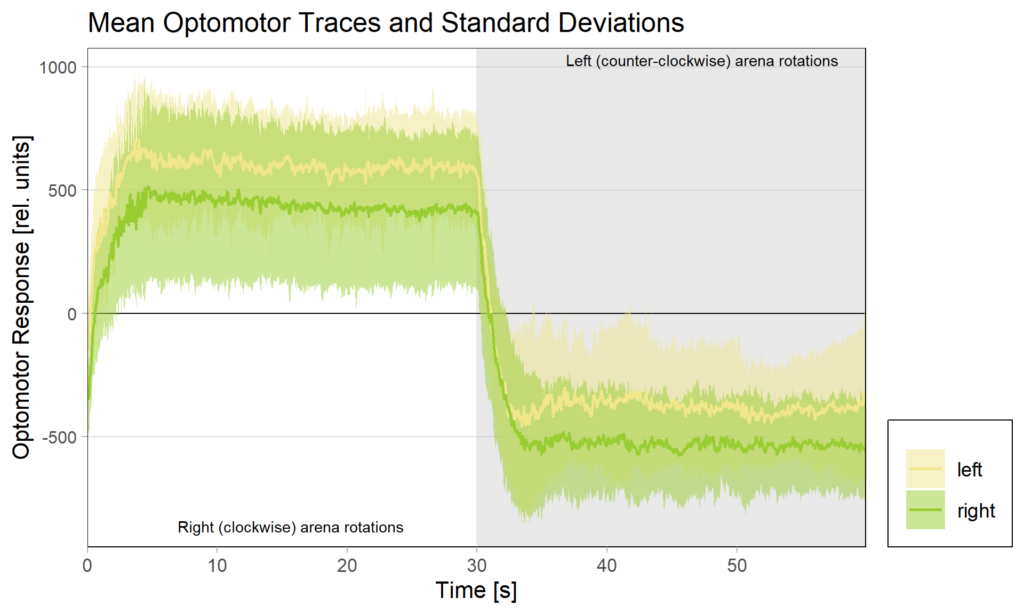 Mean Optomotor Traces and Standard Deviations
Left (counter-clockwise) arena rotations
1000
500
0
-500
Optomotor Response [rel. units]
Right (clockwise) arena rotations
0 10 20 30 40 50
Time [s]
left
right